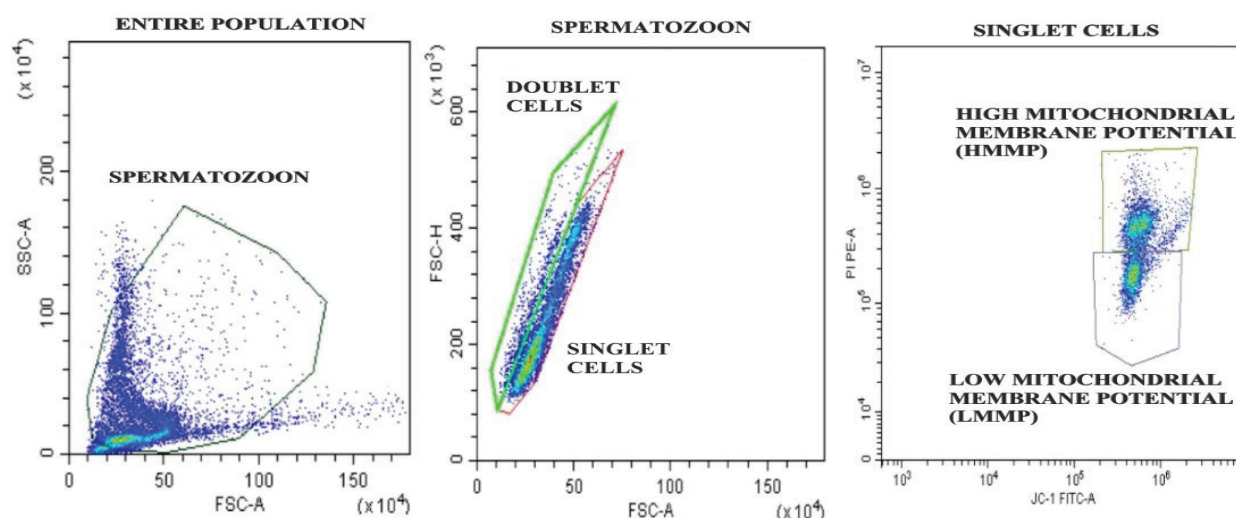 ENTIRE POPULATION
(x 10⁴)
SSC-A
200
100
0
SPERMATOZOON
0
50
100
150
FSC-A
(x 10⁴)
SPERMATOZOON
(x 10³)
FSC-H
600
400
200
0
DOUBLET
CELLS
SINGLET
CELLS
0
50
100
150
FSC-A
(x 10⁴)
SINGLET CELLS
PI PE-A
10⁷
10⁶
10⁵
10⁴
HIGH MITOCHONDRIAL
MEMBRANE POTENTIAL
(HMMP)
LOW MITOCHONDRIAL
MEMBRANE POTENTIAL
(LMMP)
10³
10⁴
10⁵
10⁶
JC-1 FITC-A